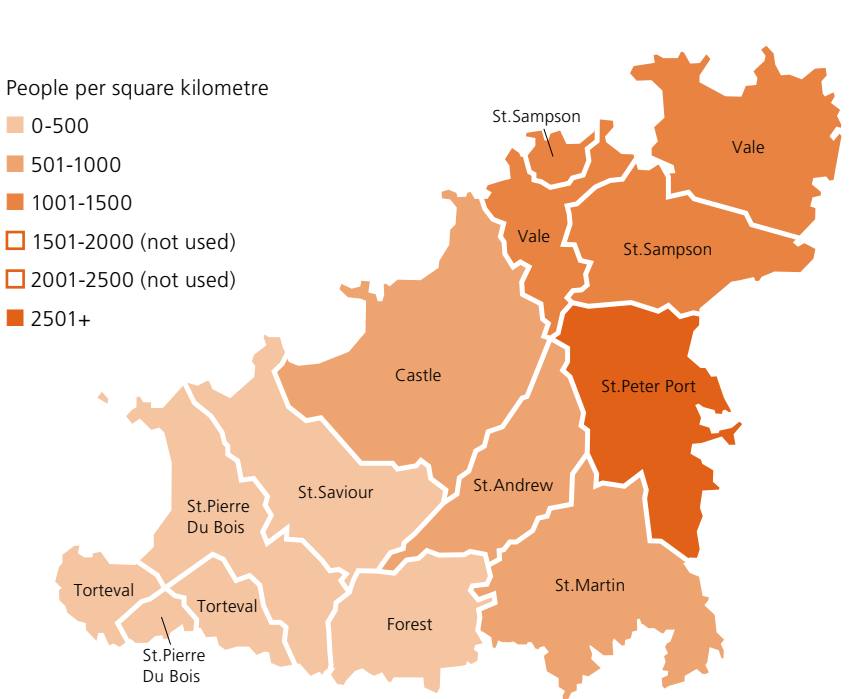 People per square kilometre
0-500
501-1000
1001-1500
1501-2000 (not used)
2001-2500 (not used)
2501+
St.Sampson
Vale
Vale
St.Sampson
Castle
St.Peter Port
St.Saviour
St.Andrew
St.Pierre
Du Bois
Torteval
Torteval
St.Martin
Forest
St.Pierre
Du Bois